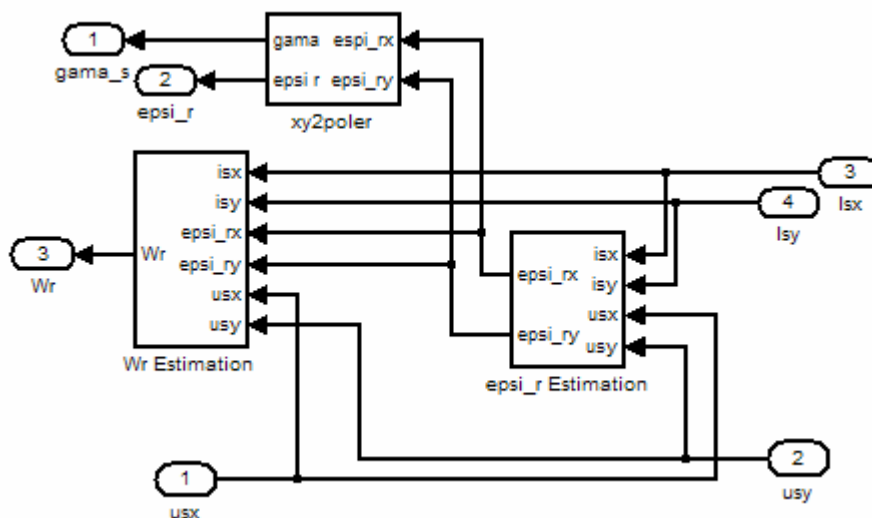 1
gama_s
2
epsi_r
gama espi_rx
epsi r epsi_ry
xy2poler
isx
isy
epsi_rx
epsi_ry
usx
usy
Wr
Wr Estimation
3
Wr
3
Isx
4
Isy
isx
isy
usx
usy
epsi_rx
epsi_ry
epsi_r Estimation
1
usx
2
usy